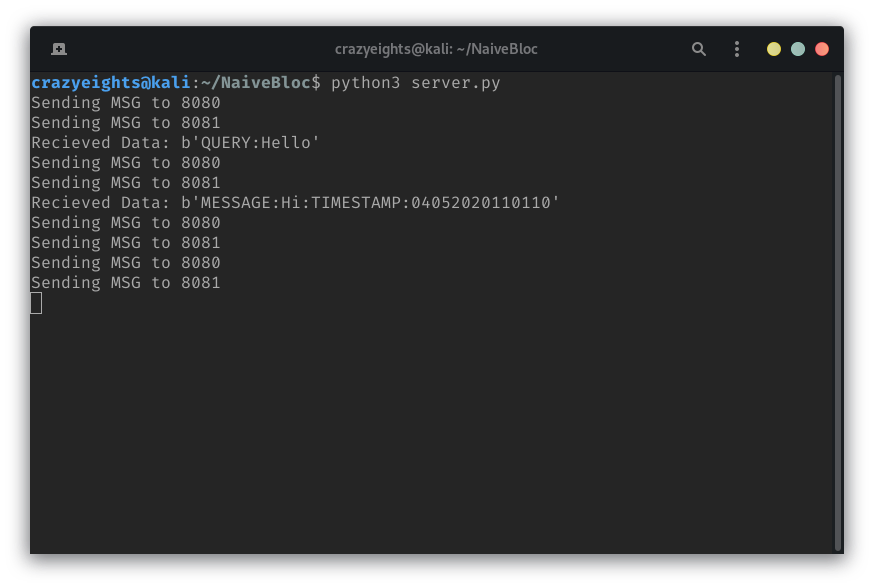 crazyeights@kali: ~/NaiveBloc
crazyeights@kali:~/NaiveBloc$ python3 server.py
Sending MSG to 8080
Sending MSG to 8081
Recieved Data: b'QUERY:Hello'
Sending MSG to 8080
Sending MSG to 8081
Recieved Data: b'MESSAGE:Hi:TIMESTAMP:04052020110110'
Sending MSG to 8080
Sending MSG to 8081
Sending MSG to 8080
Sending MSG to 8081